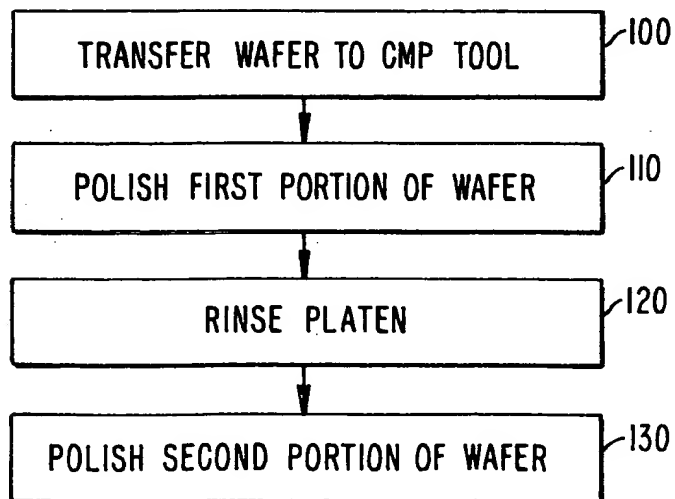 TRANSFER WAFER TO CMP TOOL
100
POLISH FIRST PORTION OF WAFER
110
RINSE PLATEN
120
POLISH SECOND PORTION OF WAFER
130